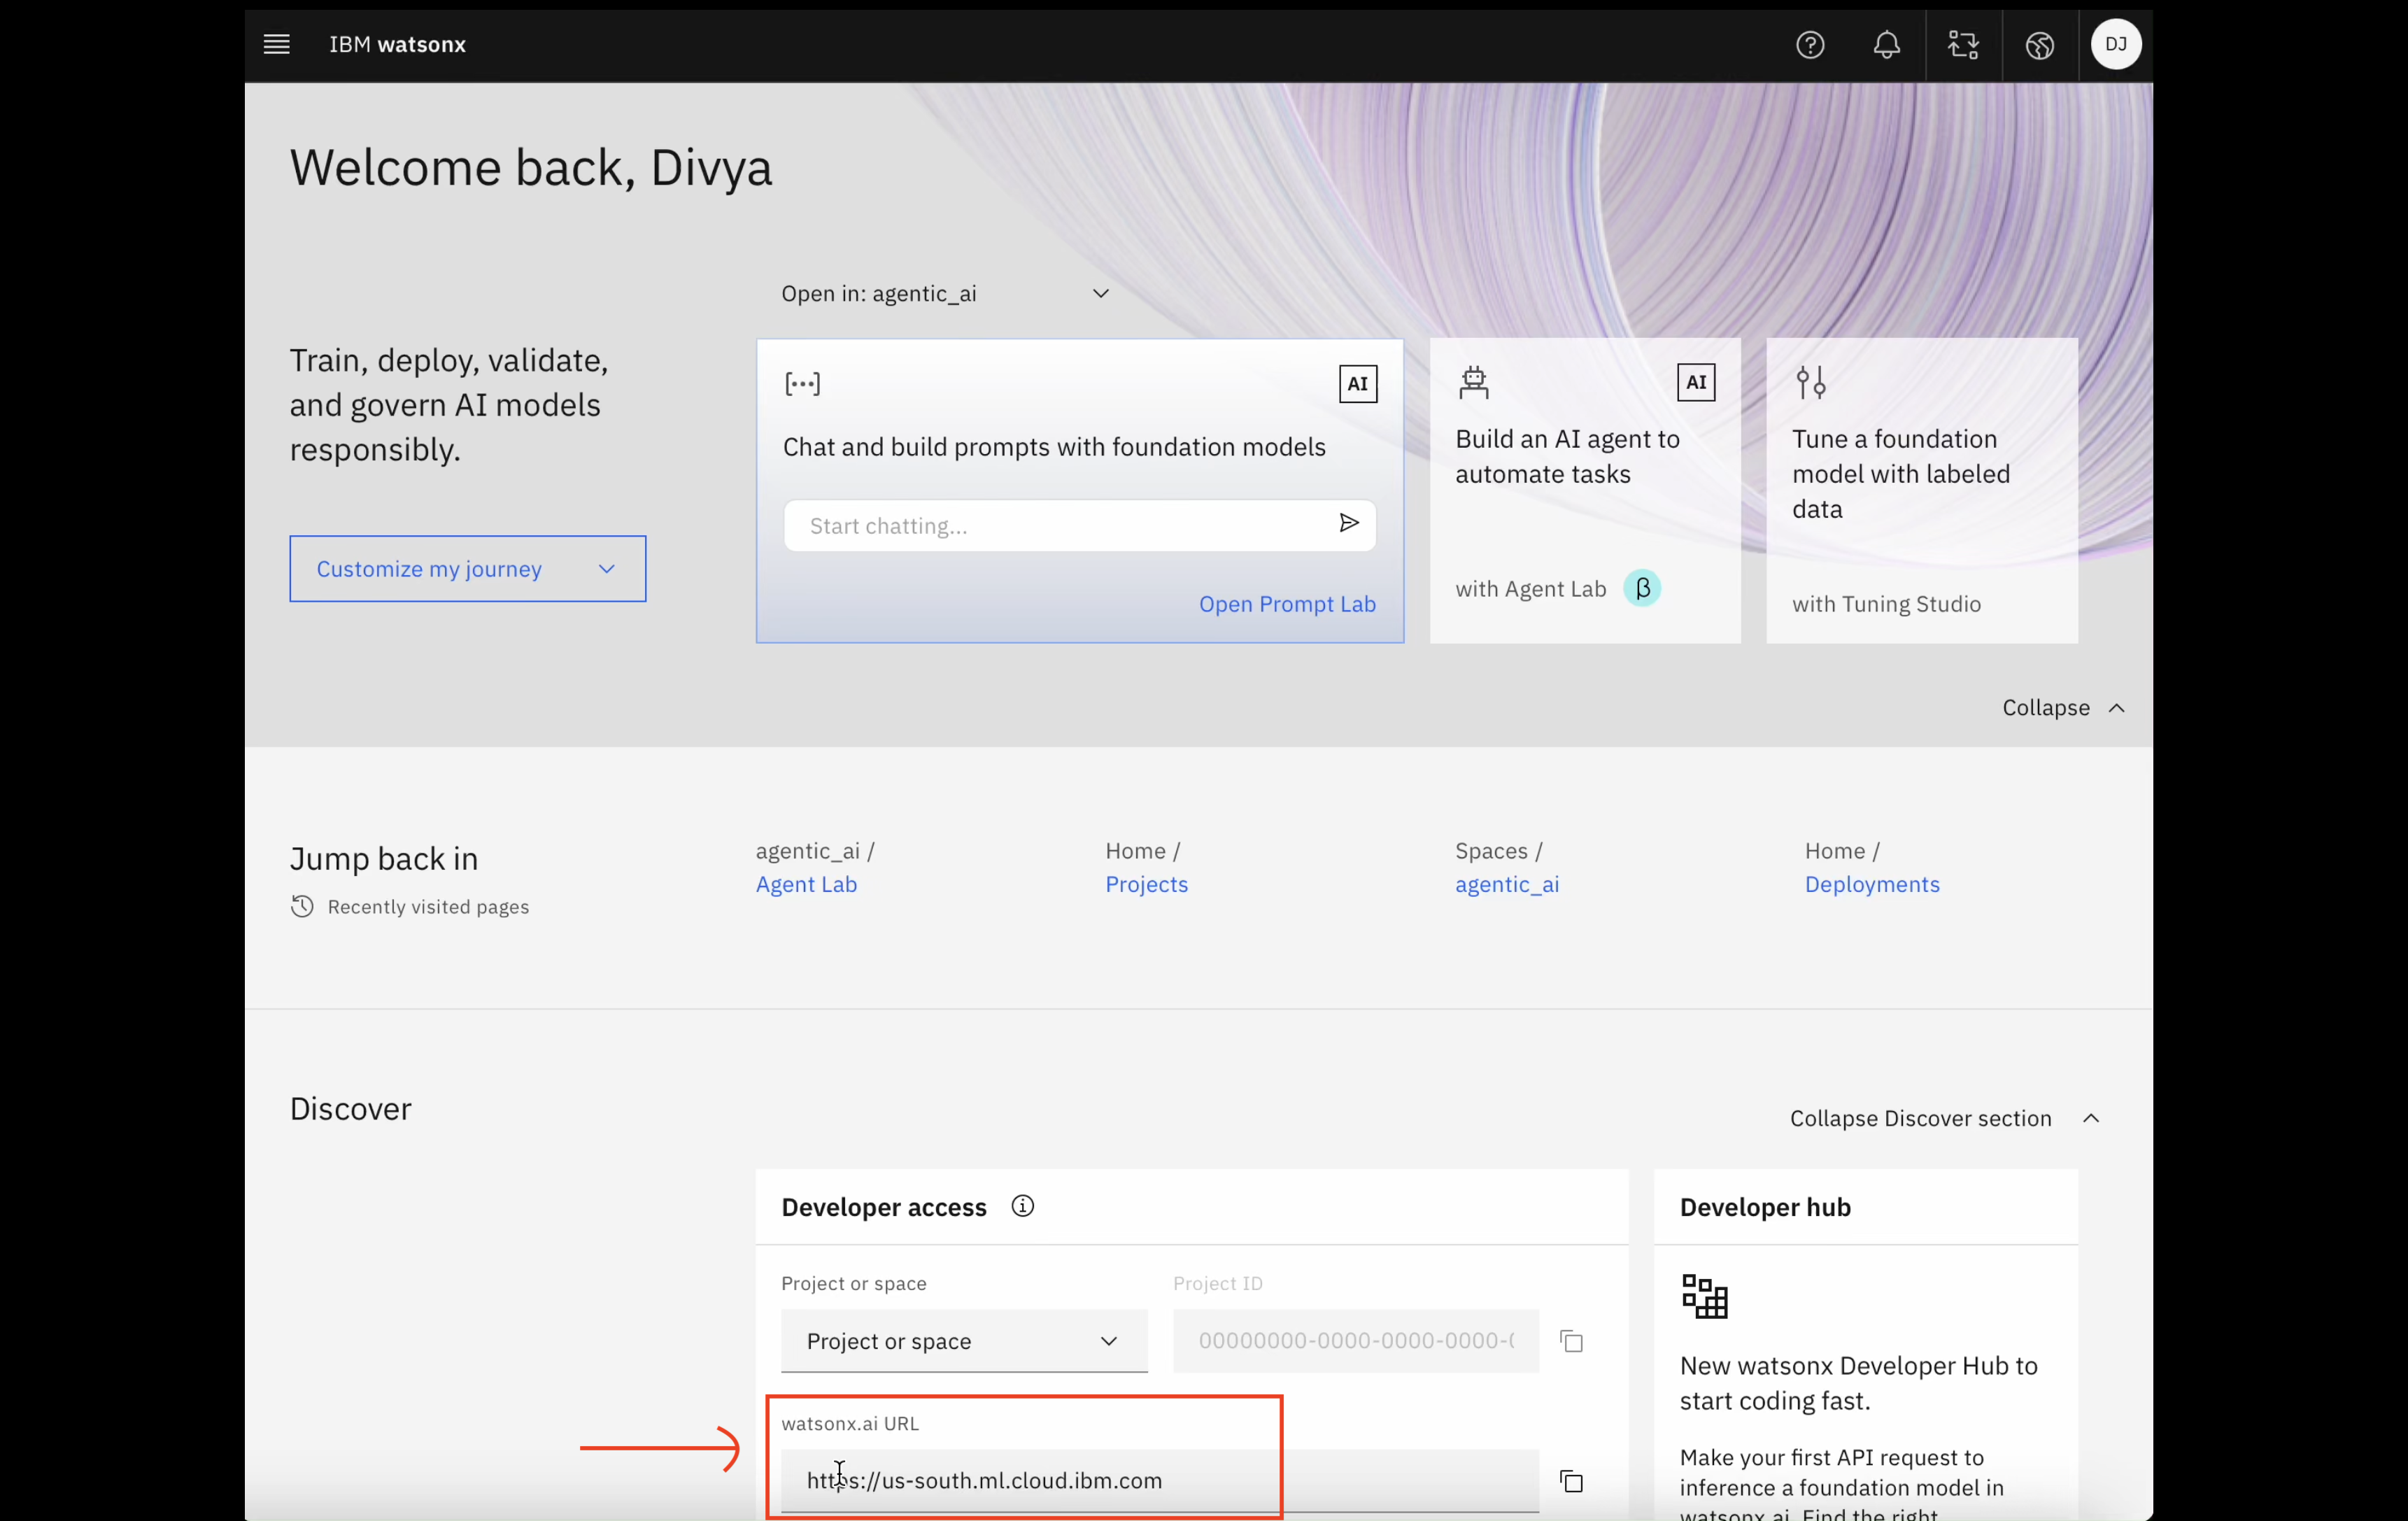 IBM watsonx
DJ
Welcome back, Divya
Open in: agentic_ai
Train, deploy, validate,
and govern AI models
responsibly.
Customize my journey
AI
Chat and build prompts with foundation models
Start chatting...
Open Prompt Lab
AI
Build an AI agent to
automate tasks
with Agent Lab β
Tune a foundation
model with labeled
data
with Tuning Studio
Collapse
Jump back in
Recently visited pages
agentic_ai /
Agent Lab
Home /
Projects
Spaces /
agentic_ai
Home /
Deployments
Discover
Collapse Discover section
Developer access
Project or space
Project or space
Project ID
00000000-0000-0000-0000-(
watsonx.ai URL
https://us-south.ml.cloud.ibm.com
Developer hub
New watsonx Developer Hub to
start coding fast.
Make your first API request to
inference a foundation model in
watsonx.ai. Find the right